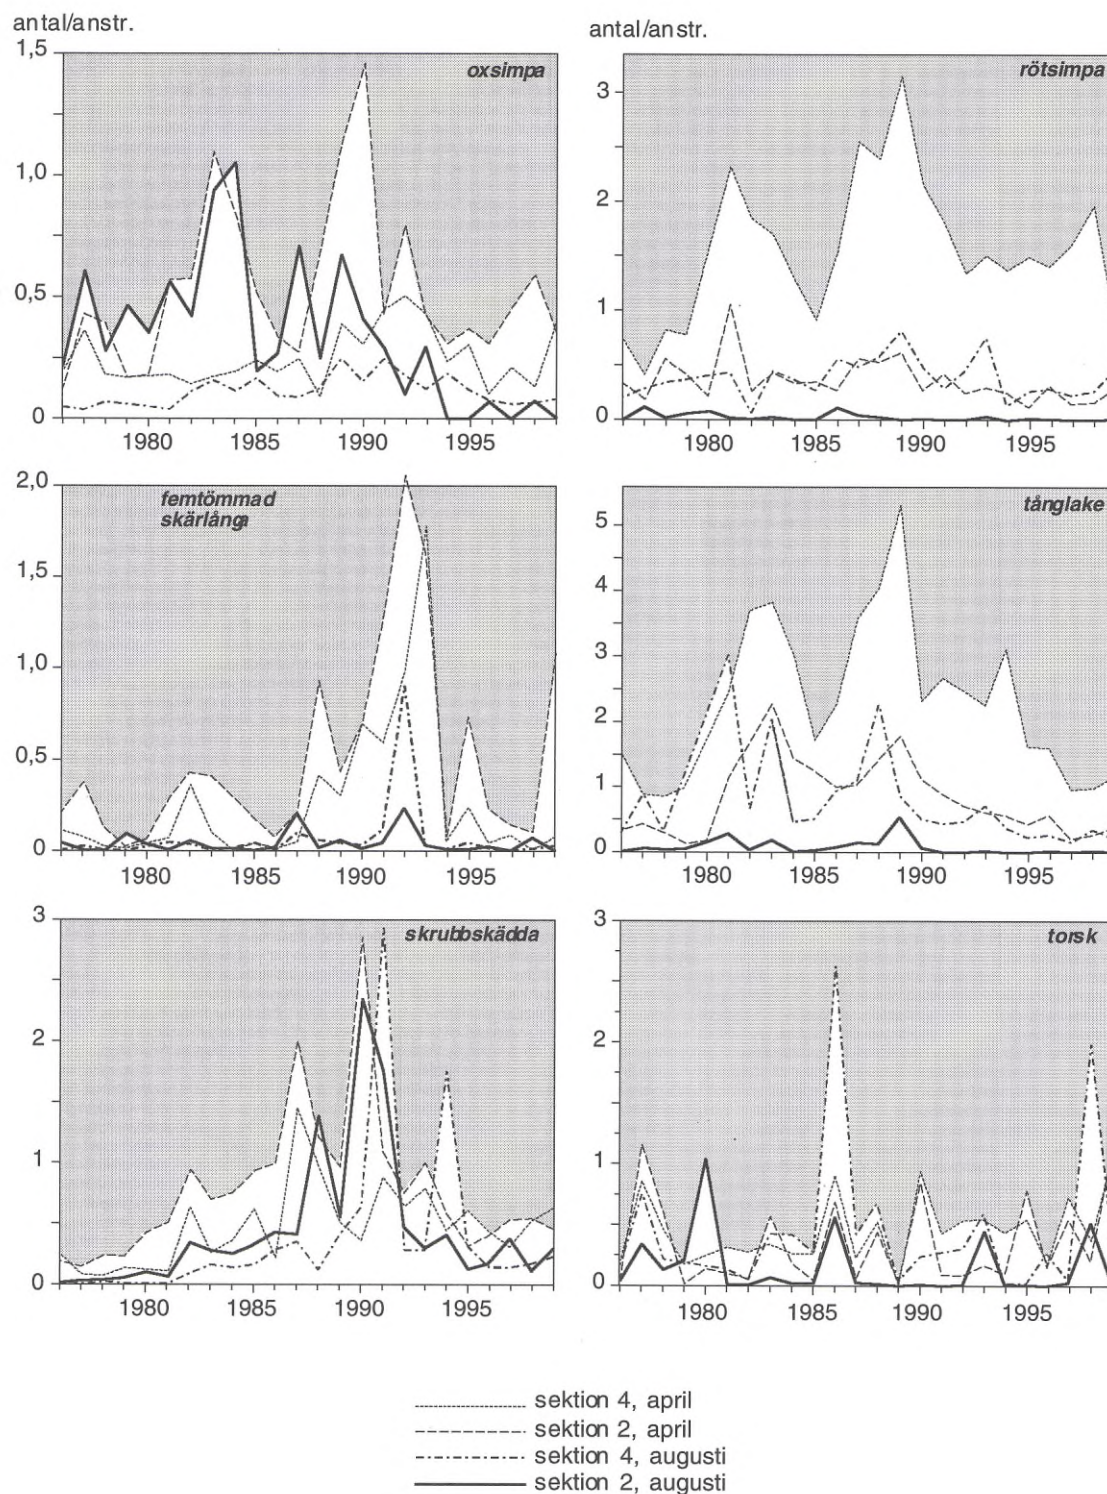 antal/anstr.
1,5
1,0
0,5
0
oxsimpa
1980 1985 1990 1995
antal/anstr.
3
2
1
0
rötsimpa
1980 1985 1990 1995
2,0
1,5
1,0
0,5
0
femtömmad
skärlånga
1980 1985 1990 1995
5
4
3
2
1
0
tånglake
1980 1985 1990 1995
3
2
1
0
skrubbskädda
1980 1985 1990 1995
3
2
1
0
torsk
1980 1985 1990 1995
sektion 4, april
sektion 2, april
sektion 4, augusti
sektion 2, augusti